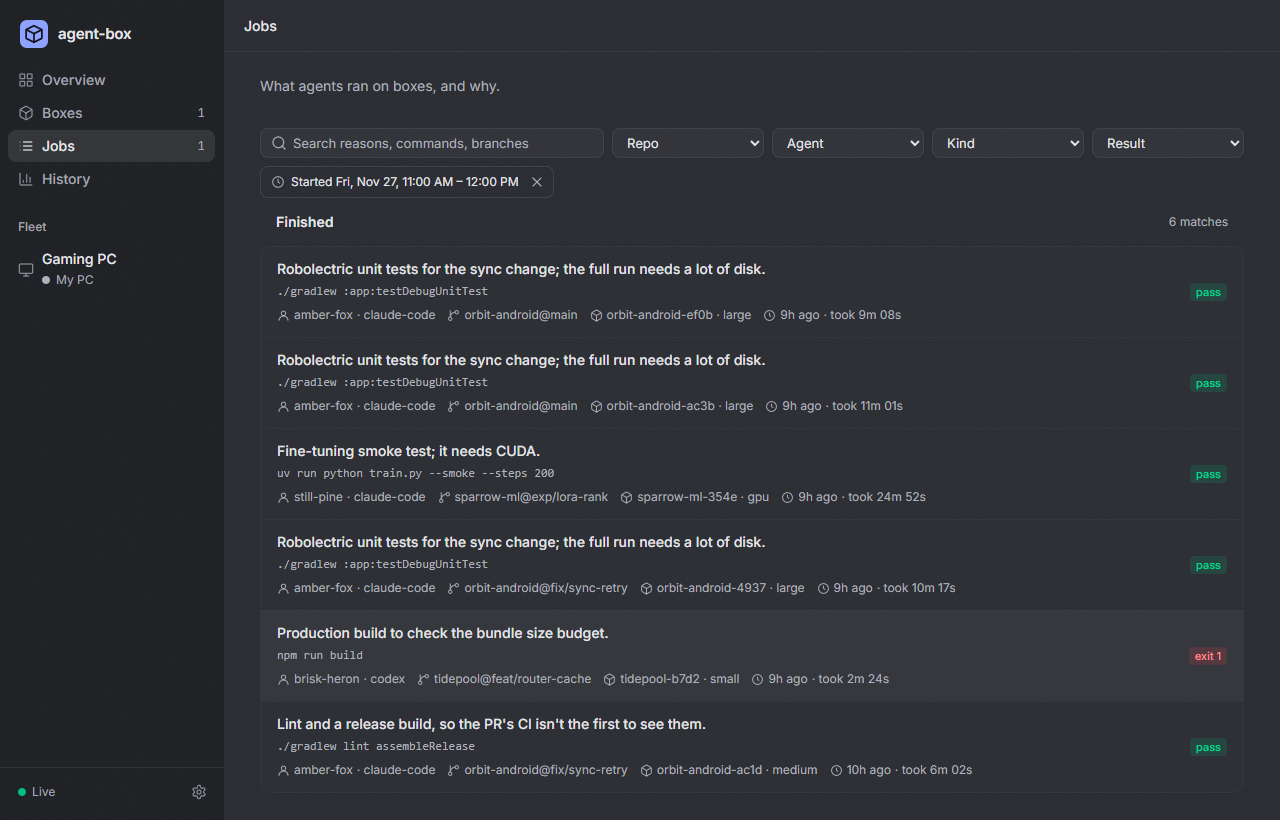 agent-box
Jobs
Overview
Boxes 1
Jobs 1
History
Fleet
Gaming PC
My PC
Live
What agents ran on boxes, and why.
Search reasons, commands, branches
Repo
Agent
Kind
Result
Started Fri, Nov 27, 11:00 AM – 12:00 PM
Finished
6 matches
Robolectric unit tests for the sync change; the full run needs a lot of disk.
./gradlew :app:testDebugUnitTest
amber-fox · claude-code orbit-android@main orbit-android-ef0b · large 9h ago · took 9m 08s
pass
Robolectric unit tests for the sync change; the full run needs a lot of disk.
./gradlew :app:testDebugUnitTest
amber-fox · claude-code orbit-android@main orbit-android-ac3b · large 9h ago · took 11m 01s
pass
Fine-tuning smoke test; it needs CUDA.
uv run python train.py --smoke --steps 200
still-pine · claude-code sparrow-ml@exp/lora-rank sparrow-ml-354e · gpu 9h ago · took 24m 52s
pass
Robolectric unit tests for the sync change; the full run needs a lot of disk.
./gradlew :app:testDebugUnitTest
amber-fox · claude-code orbit-android@fix/sync-retry orbit-android-4937 · large 9h ago · took 10m 17s
pass
Production build to check the bundle size budget.
npm run build
brisk-heron · codex tidepool@feat/router-cache tidepool-b7d2 · small 9h ago · took 2m 24s
exit 1
Lint and a release build, so the PR's CI isn't the first to see them.
./gradlew lint assembleRelease
amber-fox · claude-code orbit-android@fix/sync-retry orbit-android-ac1d · medium 10h ago · took 6m 02s
pass